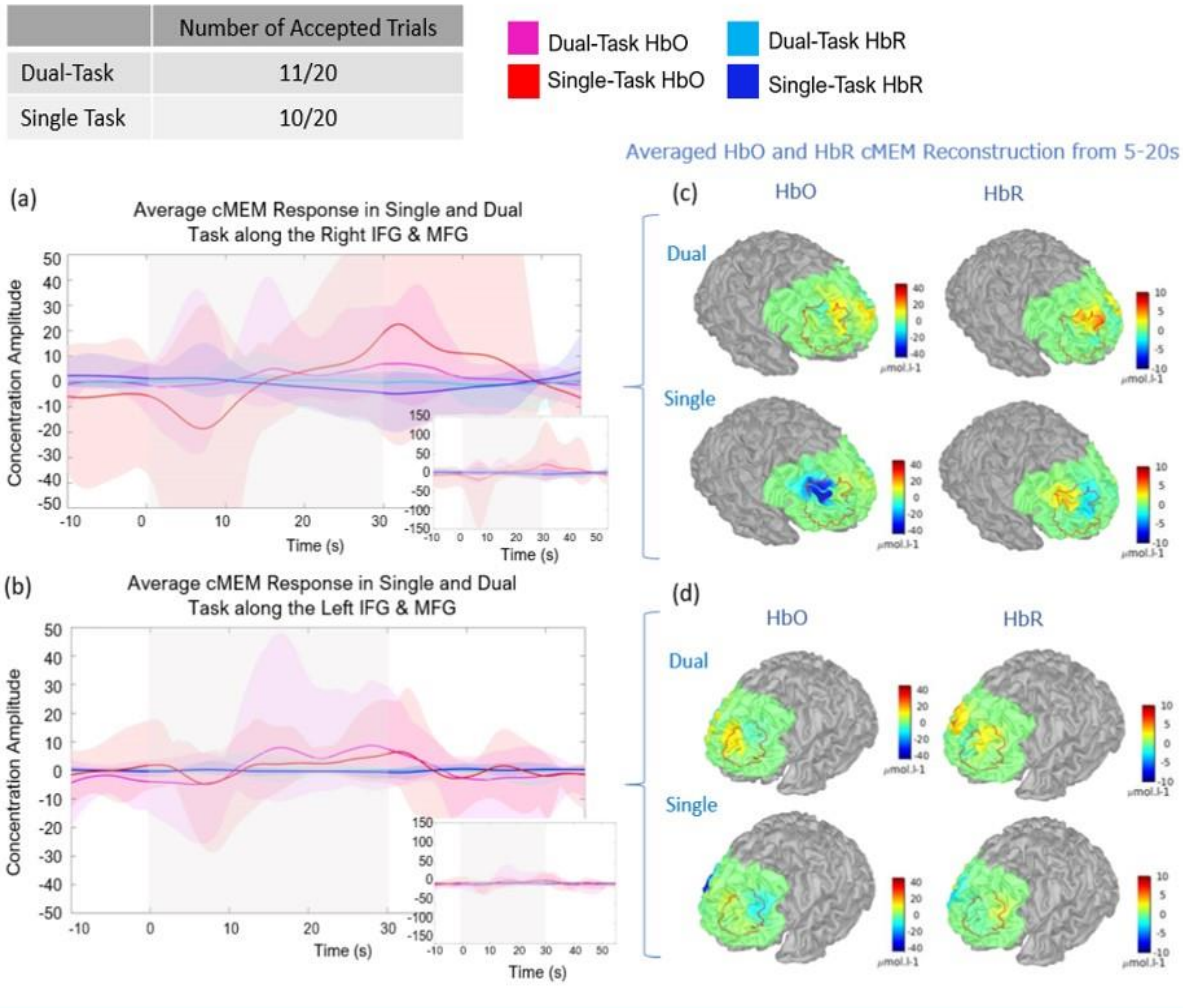 Number of Accepted Trials
Dual-Task 11/20
Single Task 10/20
Dual-Task HbO
Dual-Task HbR
Single-Task HbO
Single-Task HbR
Averaged HbO and HbR cMEM Reconstruction from 5-20s
(a)
Average cMEM Response in Single and Dual
Task along the Right IFG & MFG
Concentration Amplitude
50
40
30
20
10
0
-10
-20
-30
-40
-50
-10 0 10 20 30
Time (s)
150
100
50
0
-50
-100
-150
-10 0 10 20 30 40 50
Time (s)
(c)
HbO HbR
Dual
40
20
0
-20
-40
μmol.l-1
10
5
0
-5
-10
μmol.l-1
Single
40
20
0
-20
-40
μmol.l-1
10
5
0
-5
-10
μmol.l-1
(b)
Average cMEM Response in Single and Dual
Task along the Left IFG & MFG
Concentration Amplitude
50
40
30
20
10
0
-10
-20
-30
-40
-50
-10 0 10 20 30
Time (s)
150
100
50
0
-50
-100
-150
-10 0 10 20 30 40 50
Time (s)
(d)
HbO HbR
Dual
40
20
0
-20
-40
μmol.l-1
10
5
0
-5
-10
μmol.l-1
Single
40
20
0
-20
-40
μmol.l-1
10
5
0
-5
-10
μmol.l-1